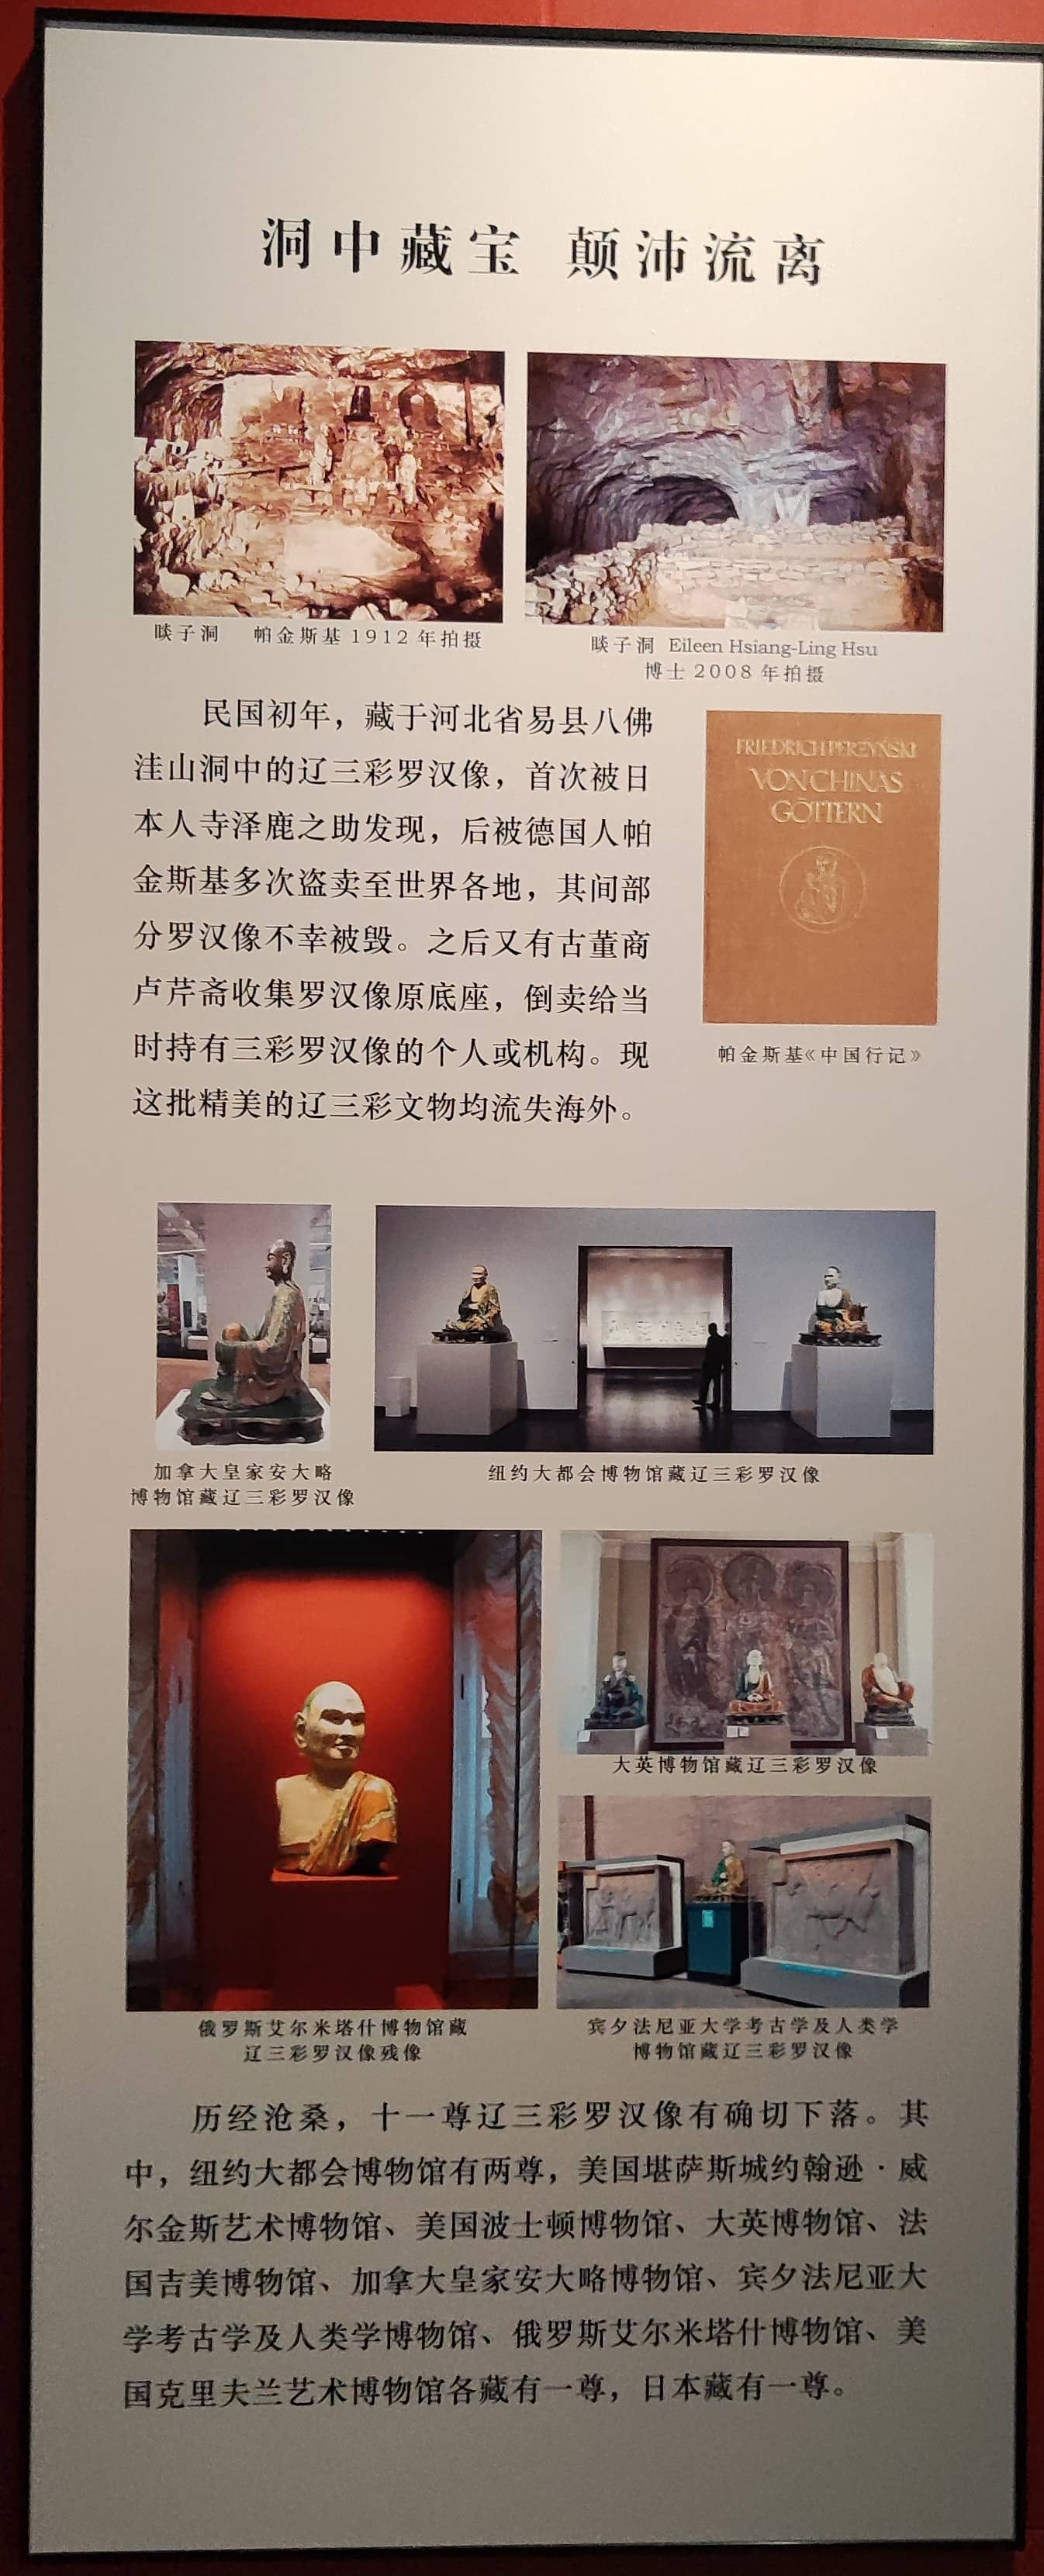 洞中藏宝 颠沛流离
睒子洞 帕金斯基1912年拍摄
睒子洞 Eileen Hsiang-Ling Hsu
博士2008年拍摄
民国初年，藏于河北省易县八佛
洼山洞中的辽三彩罗汉像，首次被日
本人寺泽鹿之助发现，后被德国人帕
金斯基多次盗卖至世界各地，其间部
分罗汉像不幸被毁。之后又有古董商
卢芹斋收集罗汉像原底座，倒卖给当
时持有三彩罗汉像的个人或机构。现
这批精美的辽三彩文物均流失海外。
FRIEDRICH PERZYŃSKI
VON CHINAS
GÖTTERN
帕金斯基《中国行记》
加拿大皇家安大略
博物馆藏辽三彩罗汉像
纽约大都会博物馆藏辽三彩罗汉像
大英博物馆藏辽三彩罗汉像
俄罗斯艾尔米塔什博物馆藏
辽三彩罗汉像残像
宾夕法尼亚大学考古学及人类学
博物馆藏辽三彩罗汉像
历经沧桑，十一尊辽三彩罗汉像有确切下落。其
中，纽约大都会博物馆有两尊，美国堪萨斯城约翰逊·威
尔金斯艺术博物馆、美国波士顿博物馆、大英博物馆、法
国吉美博物馆、加拿大皇家安大略博物馆、宾夕法尼亚大
学考古学及人类学博物馆、俄罗斯艾尔米塔什博物馆、美
国克里夫兰艺术博物馆各藏有一尊，日本藏有一尊。